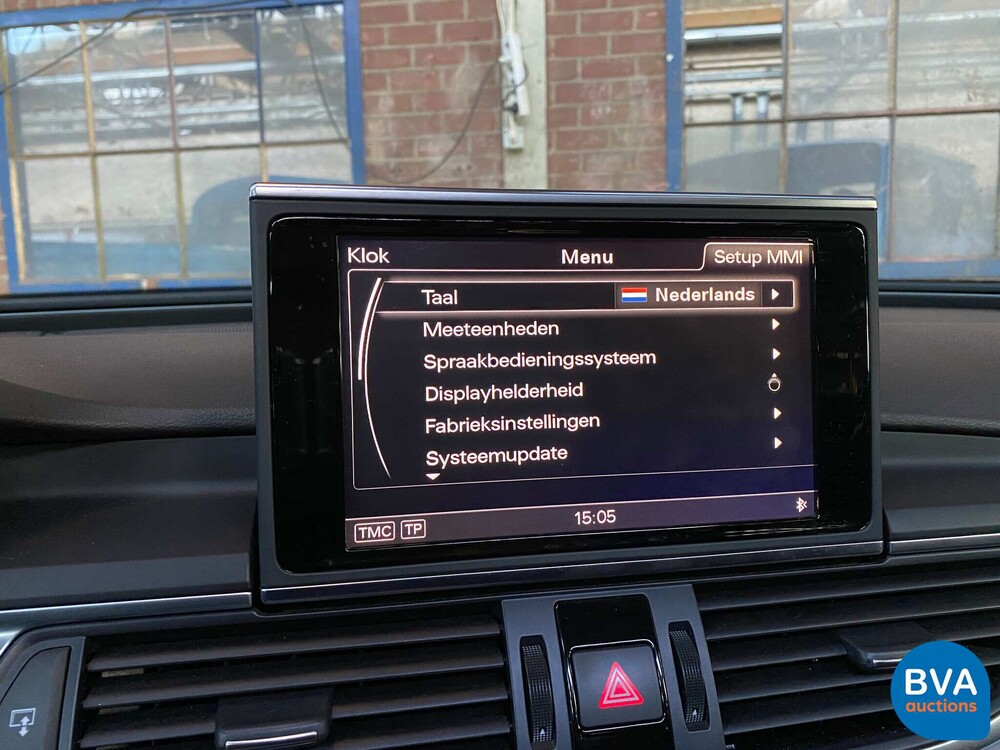 Klok Menu Setup MMI
Taal Nederlands
Meeteenheden
Spraakbedieningssysteem
Displayhelderheid
Fabrieksinstellingen
Systeemupdate
TMC TP 15:05
BVA
auctions